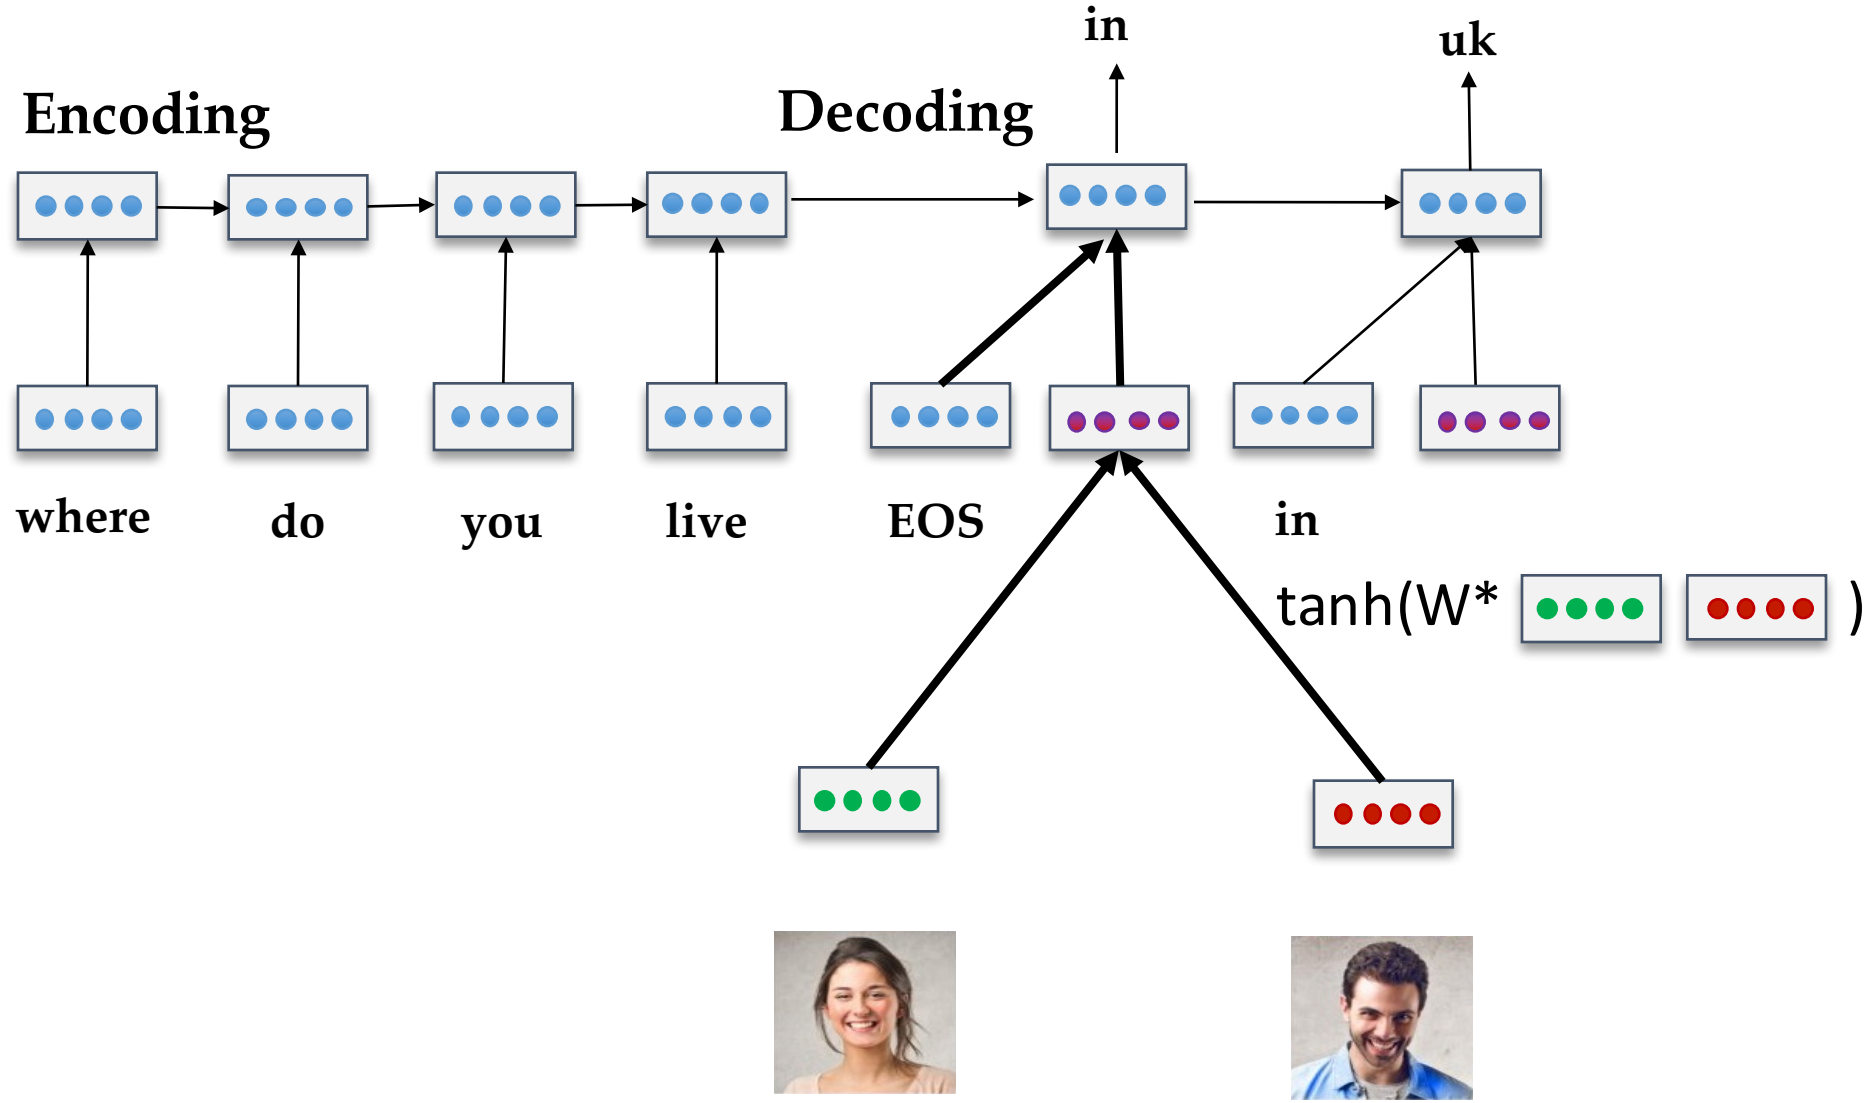 in
uk
Encoding
Decoding
where do you live EOS in
tanh(W* )